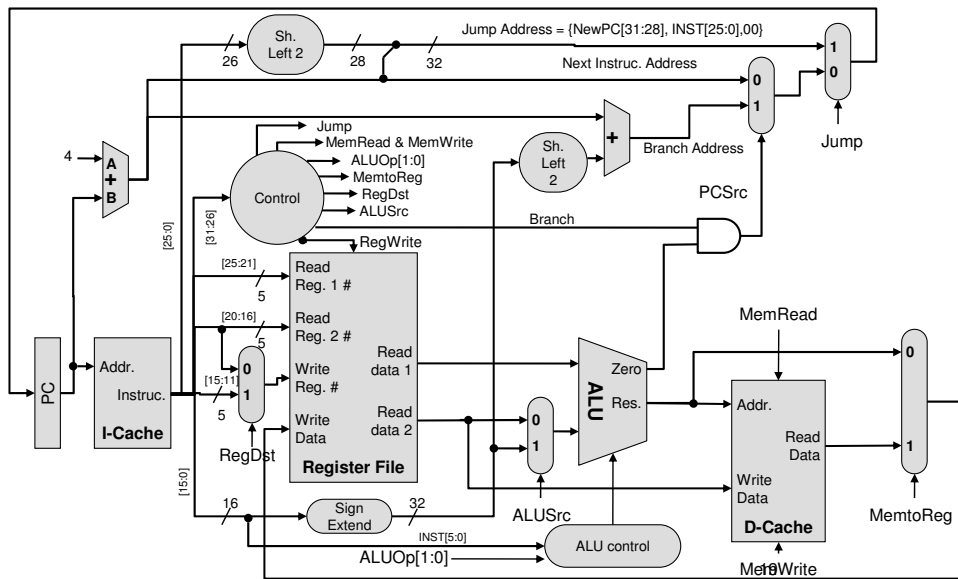 Jump Address = {NewPC[31:28], INST[25:0],00}
Sh.
Left 2
26
28
32
1
0
Next Instruc. Address
0
1
Jump
4
A
+
B
+
Branch Address
Sh.
Left
2
Jump
MemRead & MemWrite
ALUOp[1:0]
MemtoReg
RegDst
ALUSrc
Control
PCSrc
Branch
RegWrite
[25:0]
[31:26]
[25:21]
5
Read
Reg. 1 #
[20:16]
5
Read
Reg. 2 #
Write
Reg. #
Write
Data
Read
data 1
Read
data 2
Register File
PC
Addr.
Instruc.
I-Cache
[15:11]
5
0
1
RegDst
[15:0]
16
Sign
Extend
32
INST[5:0]
ALUOp[1:0]
ALU control
0
1
ALUSrc
ALU
Zero
Res.
MemRead
Addr.
Read
Data
Write
Data
D-Cache
MemWrite
19
0
1
MemtoReg